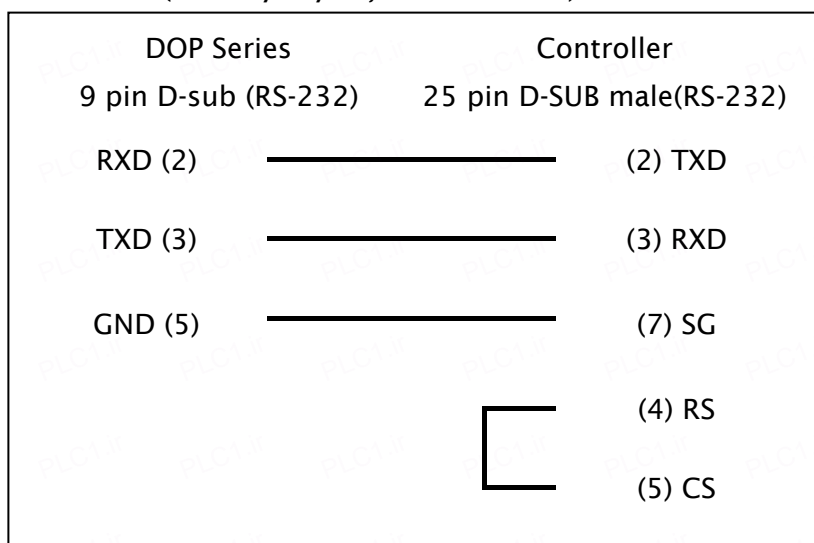 DOP Series Controller
9 pin D-sub (RS-232) 25 pin D-SUB male(RS-232)
RXD (2) (2) TXD
TXD (3) (3) RXD
GND (5) (7) SG
(4) RS
(5) CS